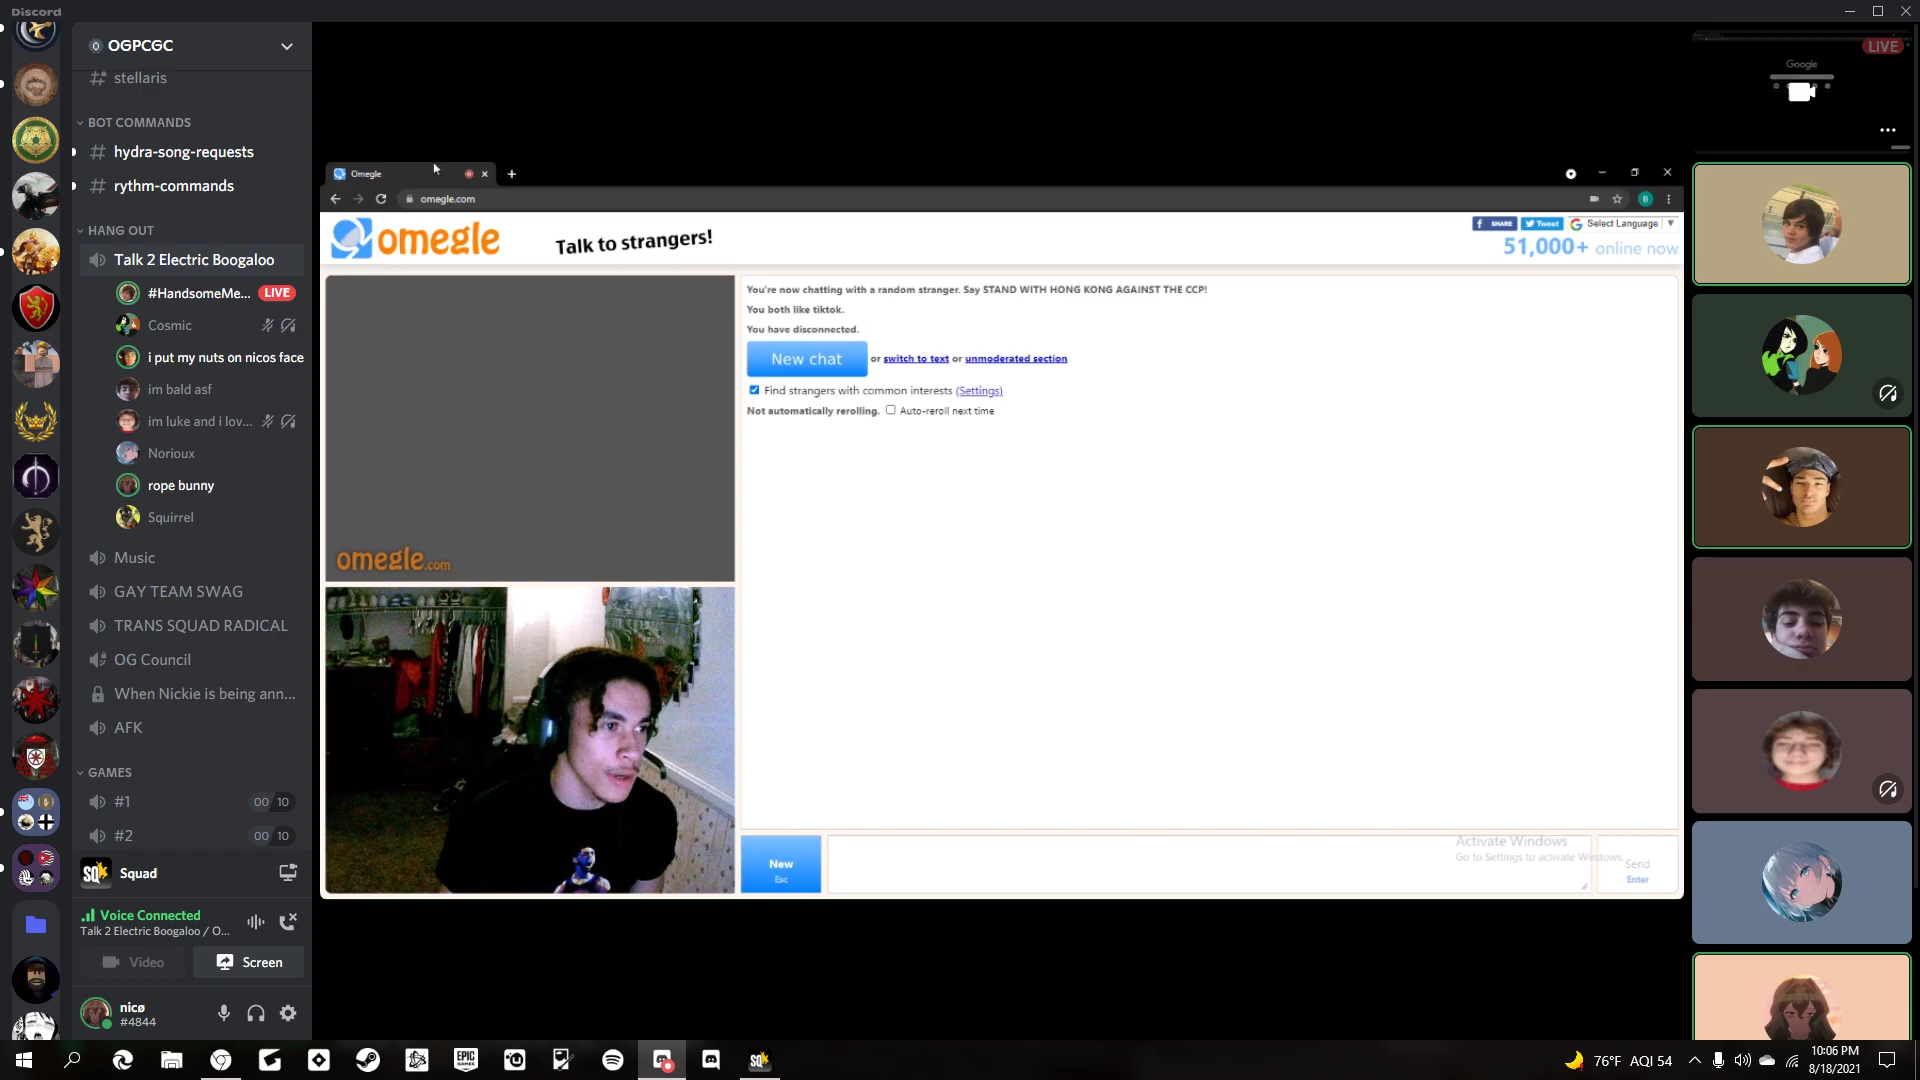 Discord
OGPCGC
stellaris
BOT COMMANDS
hydra-song-requests
rythm-commands
HANG OUT
Talk 2 Electric Boogaloo
#HandsomeMe... LIVE
Cosmic
i put my nuts on nicos face
im bald asf
im luke and i lov...
Norioux
rope bunny
Squirrel
Music
GAY TEAM SWAG
TRANS SQUAD RADICAL
OG Council
When Nickie is being ann...
AFK
GAMES
#1 00 10
#2 00 10
SQ Squad
Voice Connected
Talk 2 Electric Boogaloo / O...
Video Screen
nicø
#4844
Omegle
omegle.com
omegle Talk to strangers!
SHARE Tweet Select Language
51,000+ online now
You're now chatting with a random stranger. Say STAND WITH HONG KONG AGAINST THE CCP!
You both like tiktok.
You have disconnected.
New chat or switch to text or unmoderated section
Find strangers with common interests (Settings)
Not automatically rerolling. Auto-reroll next time
omegle.com
New
Esc
Activate Windows
Go to Settings to activate Windows.
Send
Enter
LIVE
Google
B
EPIC GAMES
SQ
76°F AQI 54
10:06 PM
8/18/2021